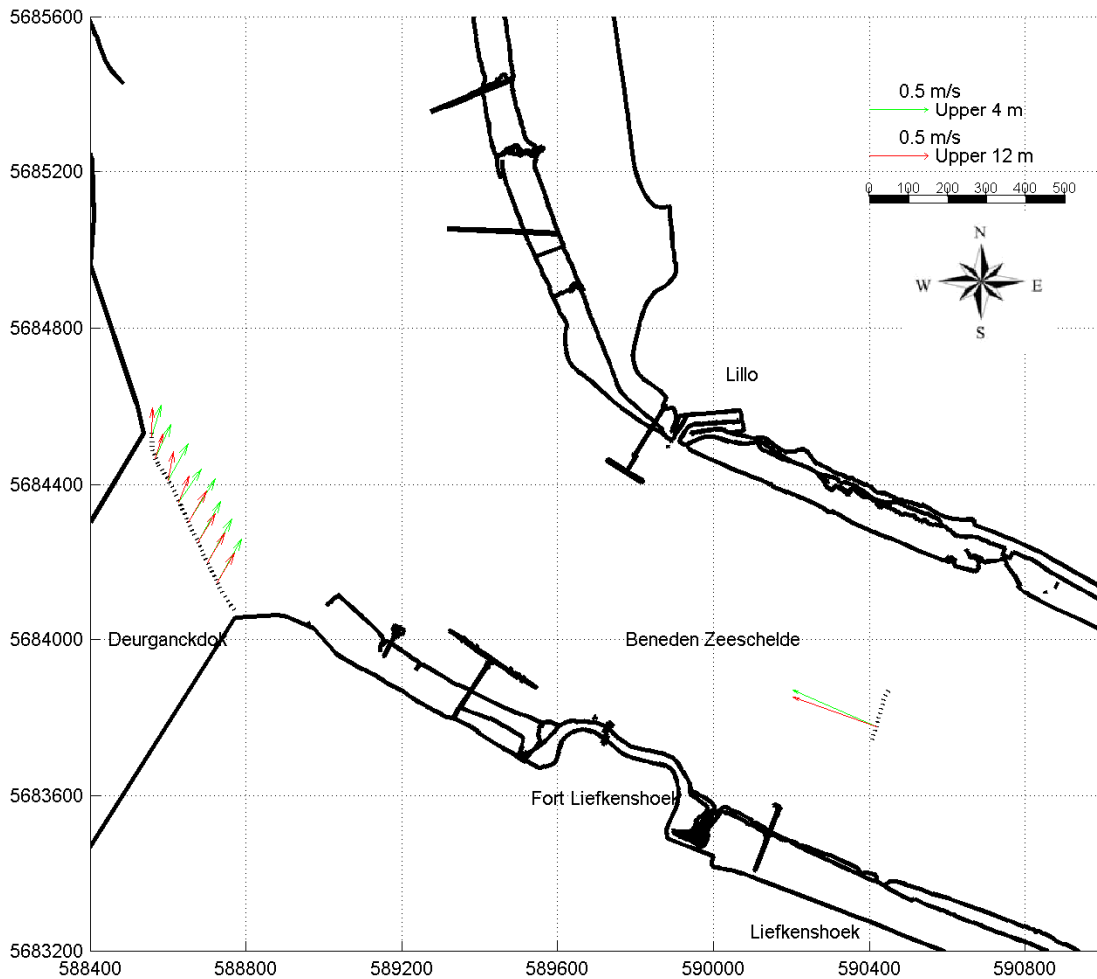 5685600
5685200
5684800
5684400
5684000
5683600
5683200
588400
588800
589200
589600
590000
590400
590800
0.5 m/s
Upper 4 m
0.5 m/s
Upper 12 m
0 100 200 300 400 500
N
W E
S
Lillo
Deurganckdok
Beneden Zeeschelde
Fort Liefkenshoek
Liefkenshoek